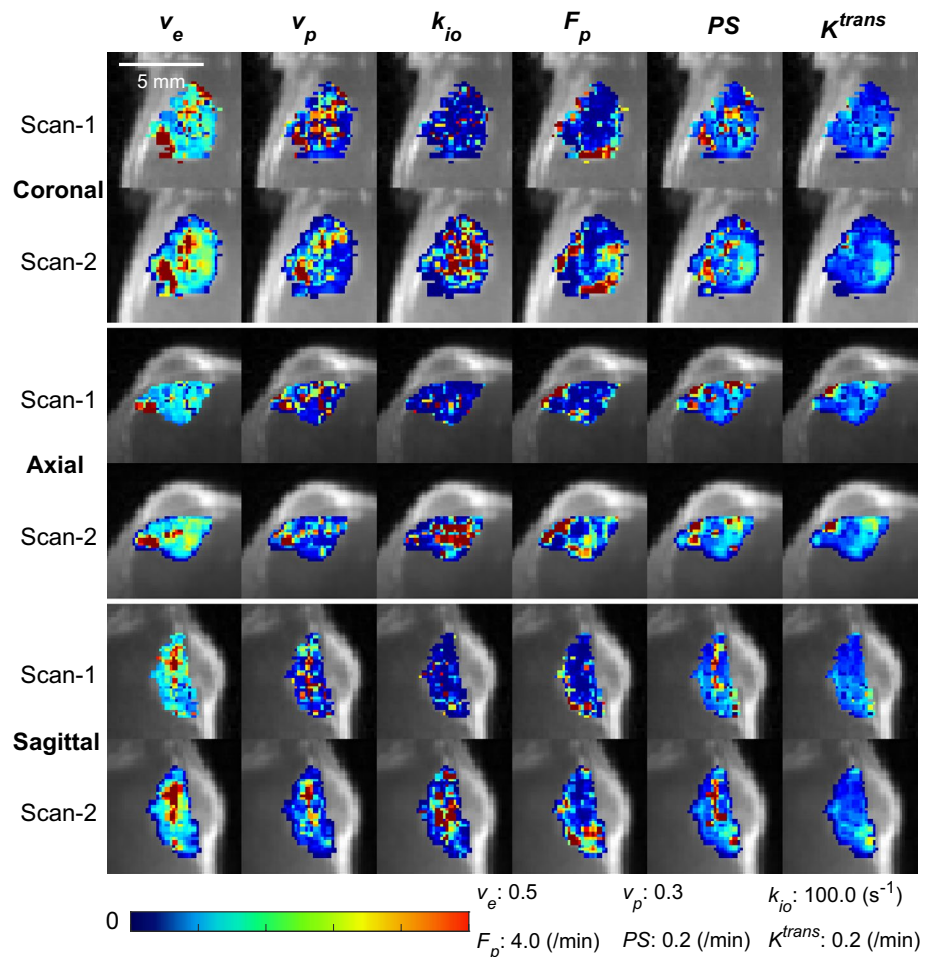 v_e v_p k_io F_p PS K^trans
5 mm
Scan-1
Coronal
Scan-2
Scan-1
Axial
Scan-2
Scan-1
Sagittal
Scan-2
v_e: 0.5 v_p: 0.3 k_io: 100.0 (s^-1)
0
F_p: 4.0 (/min) PS: 0.2 (/min) K^trans: 0.2 (/min)